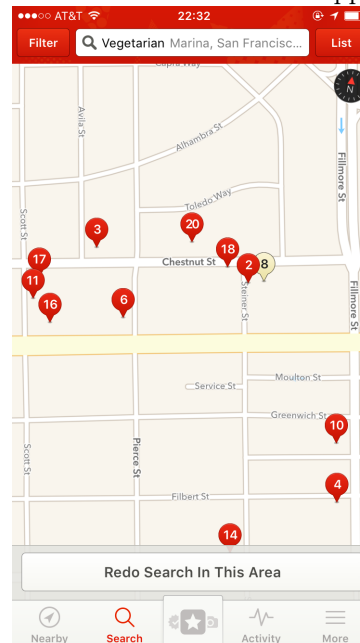 ●●●○○ AT&T 22:32
Filter Vegetarian Marina, San Francisc... List
Capra Way
N
Avila St
Alhambra St
Fillmore St
Toledo Way
Scott St
3
20
17
18
Chestnut St
2
8
11
Steiner St
16
6
Fillmore St
Moulton St
Service St
Greenwich St
10
Scott St
Pierce St
4
Filbert St
14
Redo Search In This Area
Nearby Search Activity More